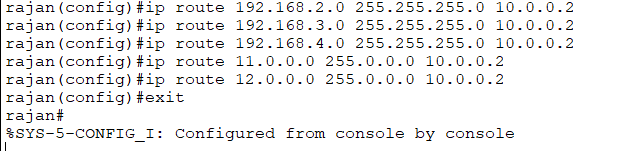 rajan(config)#ip route 192.168.2.0 255.255.255.0 10.0.0.2
rajan(config)#ip route 192.168.3.0 255.255.255.0 10.0.0.2
rajan(config)#ip route 192.168.4.0 255.255.255.0 10.0.0.2
rajan(config)#ip route 11.0.0.0 255.0.0.0 10.0.0.2
rajan(config)#ip route 12.0.0.0 255.0.0.0 10.0.0.2
rajan(config)#exit
rajan#
%SYS-5-CONFIG_I: Configured from console by console